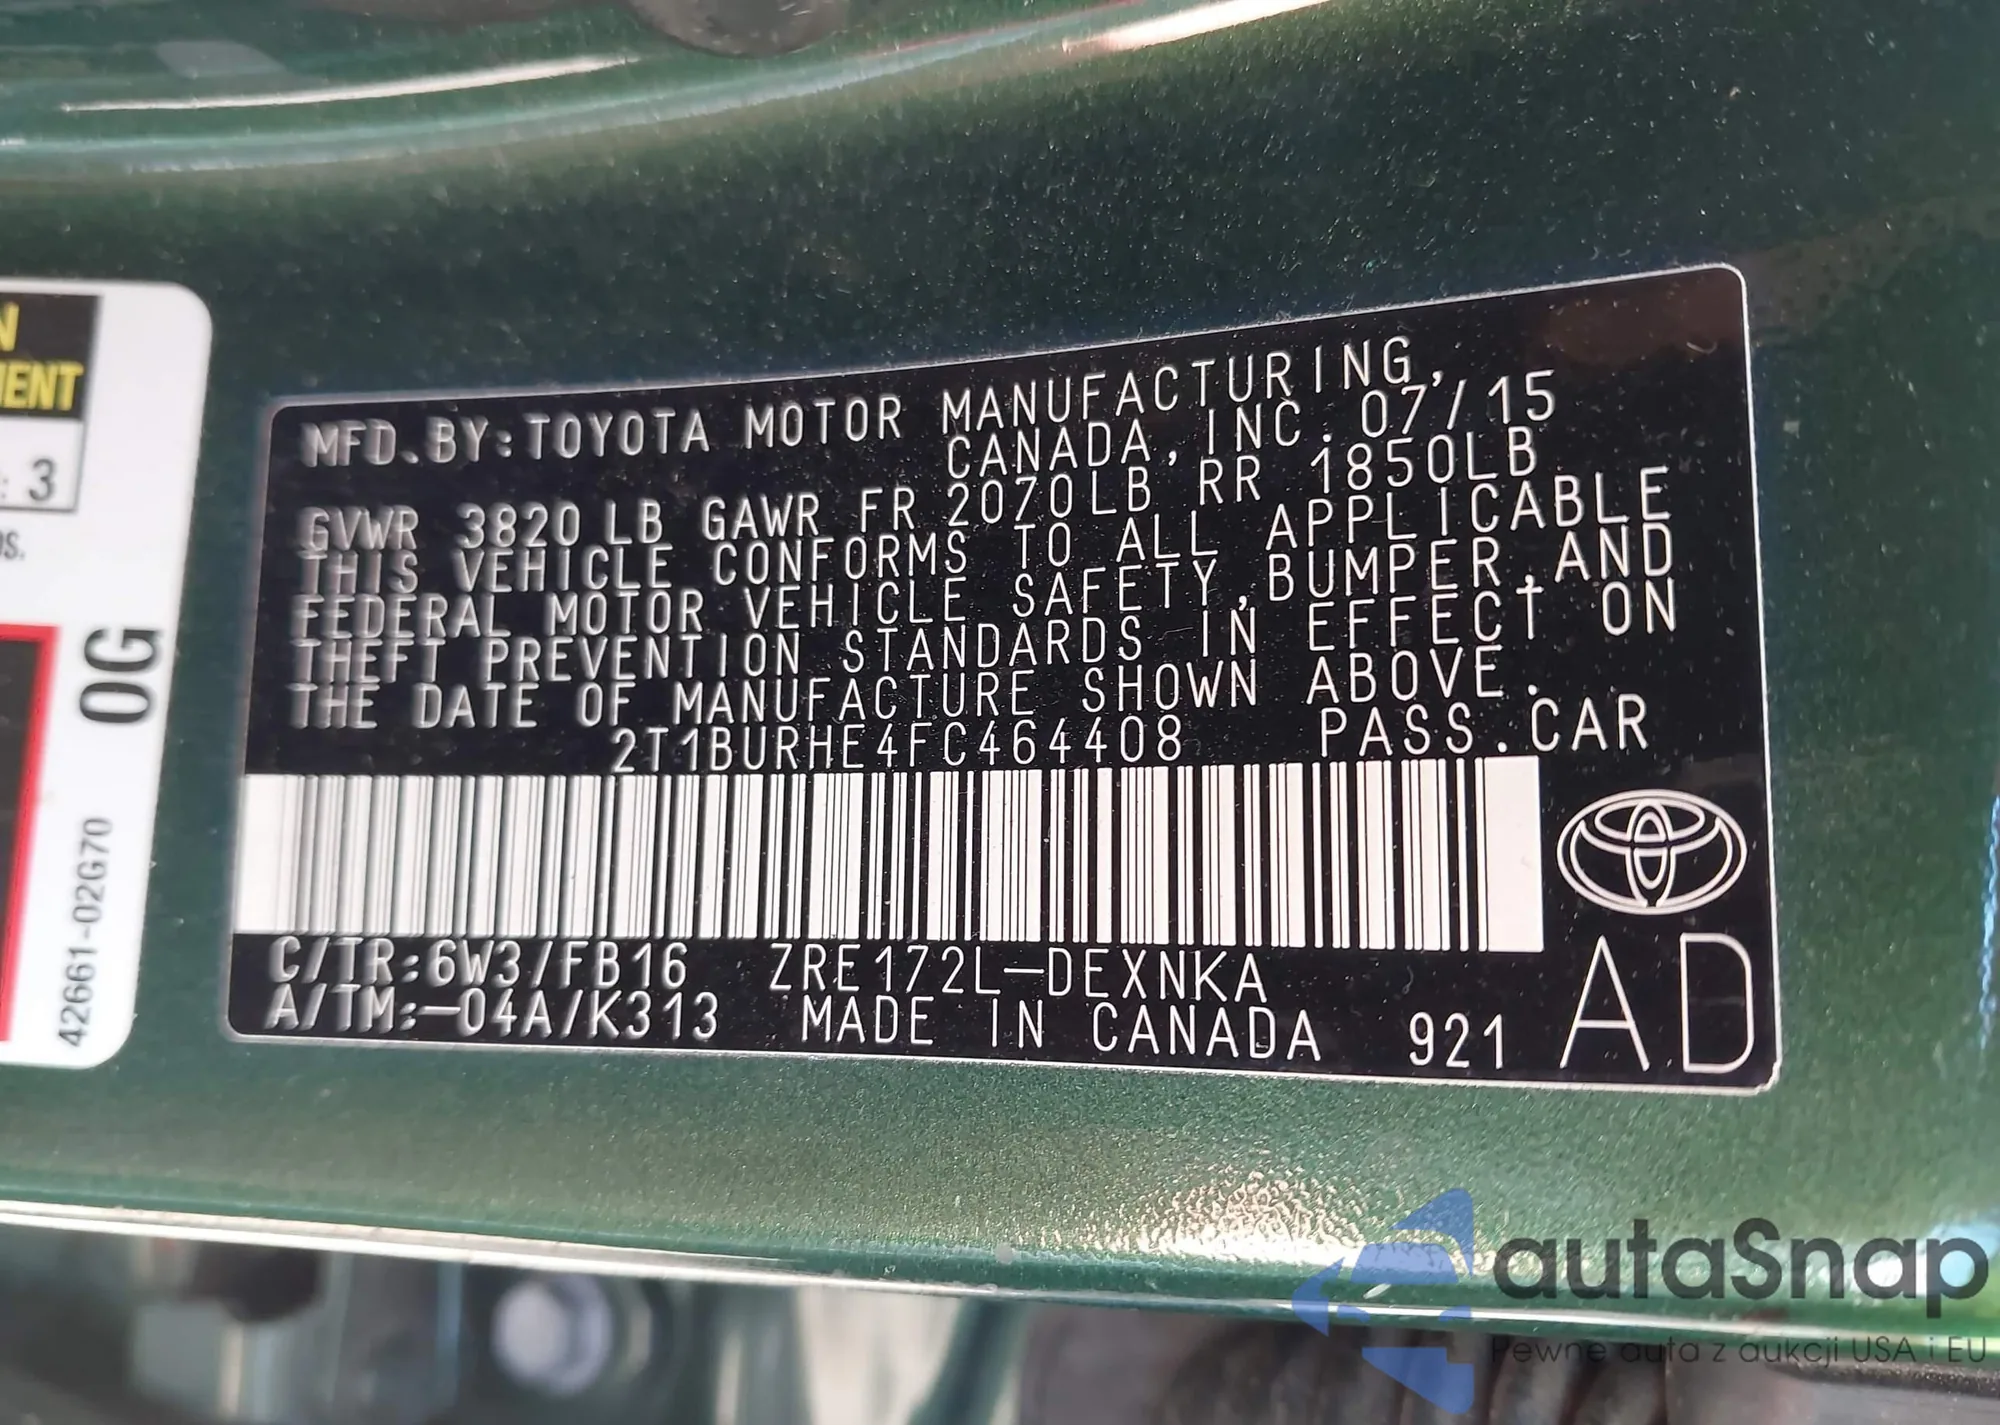 N
MENT
: 3
os.
0G
42661-02G70
MFD.BY:TOYOTA MOTOR MANUFACTURING,
CANADA,INC. 07/15
GVWR 3820 LB GAWR FR 2070LB RR 1850LB
THIS VEHICLE CONFORMS TO ALL APPLICABLE
FEDERAL MOTOR VEHICLE SAFETY,BUMPER,AND
THEFT PREVENTION STANDARDS IN EFFECT ON
THE DATE OF MANUFACTURE SHOWN ABOVE.
2T1BURHE4FC464408 PASS.CAR
C/TR:6W3/FB16 ZRE172L-DEXNKA
A/TM:-04A/K313 MADE IN CANADA 921
AD
autaSnap
Pewne auta z aukcji USA i EU